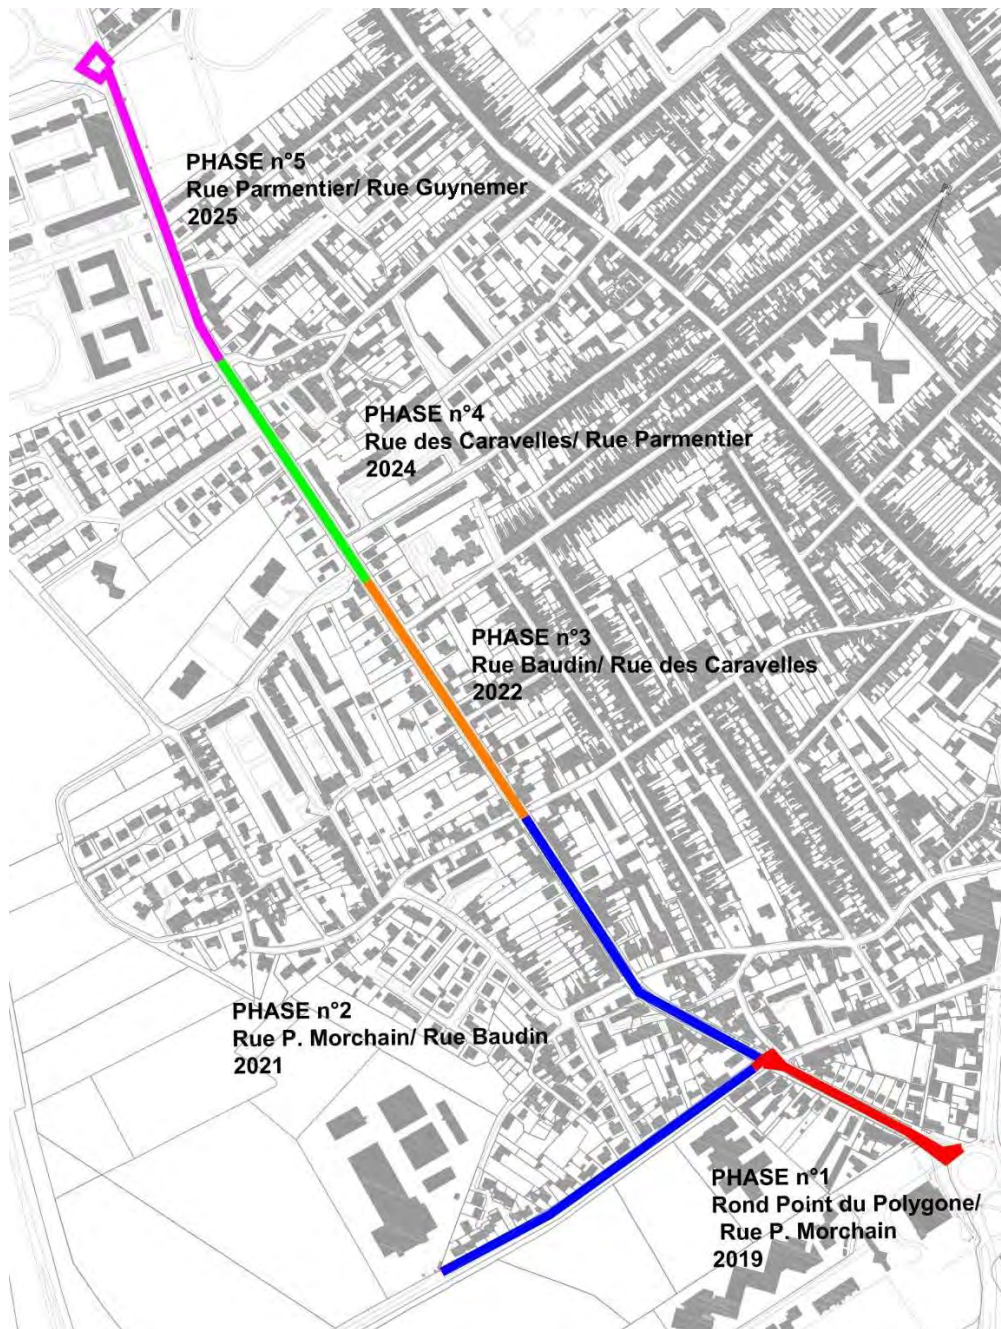 PHASE n°5
Rue Parmentier/ Rue Guynemer
2025
PHASE n°4
Rue des Caravelles/ Rue Parmentier
2024
PHASE n°3
Rue Baudin/ Rue des Caravelles
2022
PHASE n°2
Rue P. Morchain/ Rue Baudin
2021
PHASE n°1
Rond Point du Polygone/
Rue P. Morchain
2019